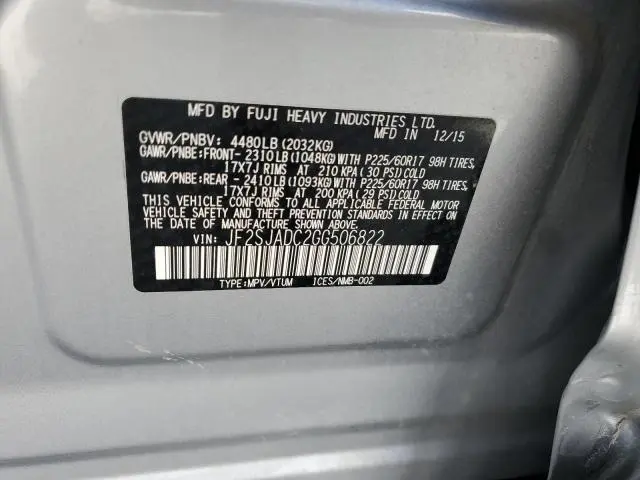 MFD BY FUJI HEAVY INDUSTRIES LTD.
MFD IN 12/15
GVWR/PNBV: 4480LB (2032KG)
GAWR/PNBE:FRONT- 2310LB (1048KG)WITH P225/60R17 98H TIRES,
17X7J RIMS AT 210 KPA ( 30 PSI) COLD
GAWR/PNBE:REAR - 2410LB (1093KG)WITH P225/60R17 98H TIRES,
17X7J RIMS AT 200 KPA (29 PSI) COLD
THIS VEHICLE CONFORMS TO ALL APPLICABLE FEDERAL MOTOR
VEHICLE SAFETY AND THEFT PREVENTION STANDARDS IN EFFECT ON
THE DATE OF MANUFACTURE SHOWN ABOVE.
VIN: JF2SJADC2GG506822
TYPE:MPV/VTUM ICES/NMB-002